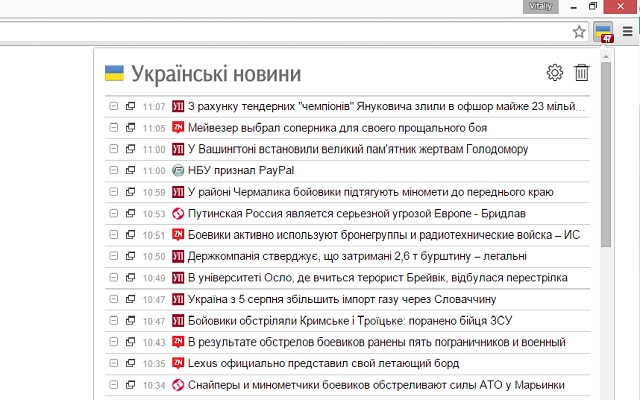 Vitaliy
47
Українські новини
11:07 УП З рахунку тендерних "чемпіонів" Януковича злили в офшор майже 23 мільй...
11:05 ZN Мейвезер выбрал соперника для своего прощального боя
11:00 УП У Вашингтоні встановили великий пам'ятник жертвам Голодомору
11:00 НБУ признал PayPal
10:59 УП У районі Чермалика бойовики підтягують міномети до переднього краю
10:53 Путинская Россия является серьезной угрозой Европе - Бридлав
10:51 ZN Боевики активно используют бронегруппы и радиотехнические войска – ИС
10:50 УП Держкомпанія стверджує, що затримані 2,6 т бурштину – легальні
10:49 УП В університеті Осло, де вчиться терорист Брейвік, відбулася перестрілка
10:47 УП Україна з 5 серпня збільшить імпорт газу через Словаччину
10:47 УП Бойовики обстріляли Кримське і Троїцьке: поранено бійця ЗСУ
10:43 ZN В результате обстрелов боевиков ранены пять пограничников и военный
10:35 ZN Lexus официально представил свой летающий борд
10:34 Снайперы и минометчики боевиков обстреливают силы АТО у Марьинки